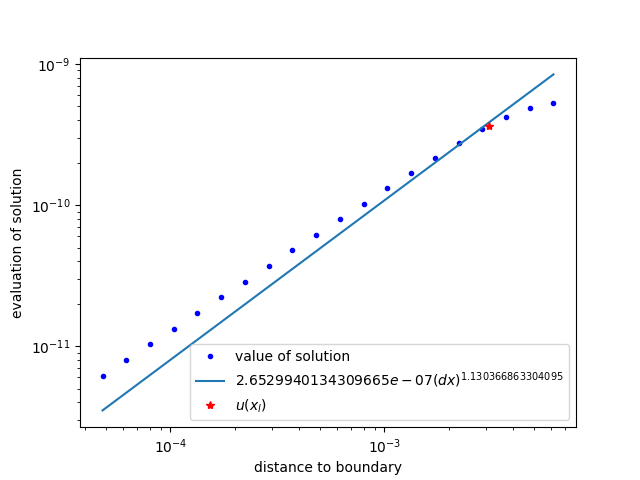 10⁻⁹
10⁻¹⁰
10⁻¹¹
evaluation of solution
value of solution
2.6529940134309665e − 07(dx)^1.130366863304095
u(x_l)
10⁻⁴ 10⁻³
distance to boundary